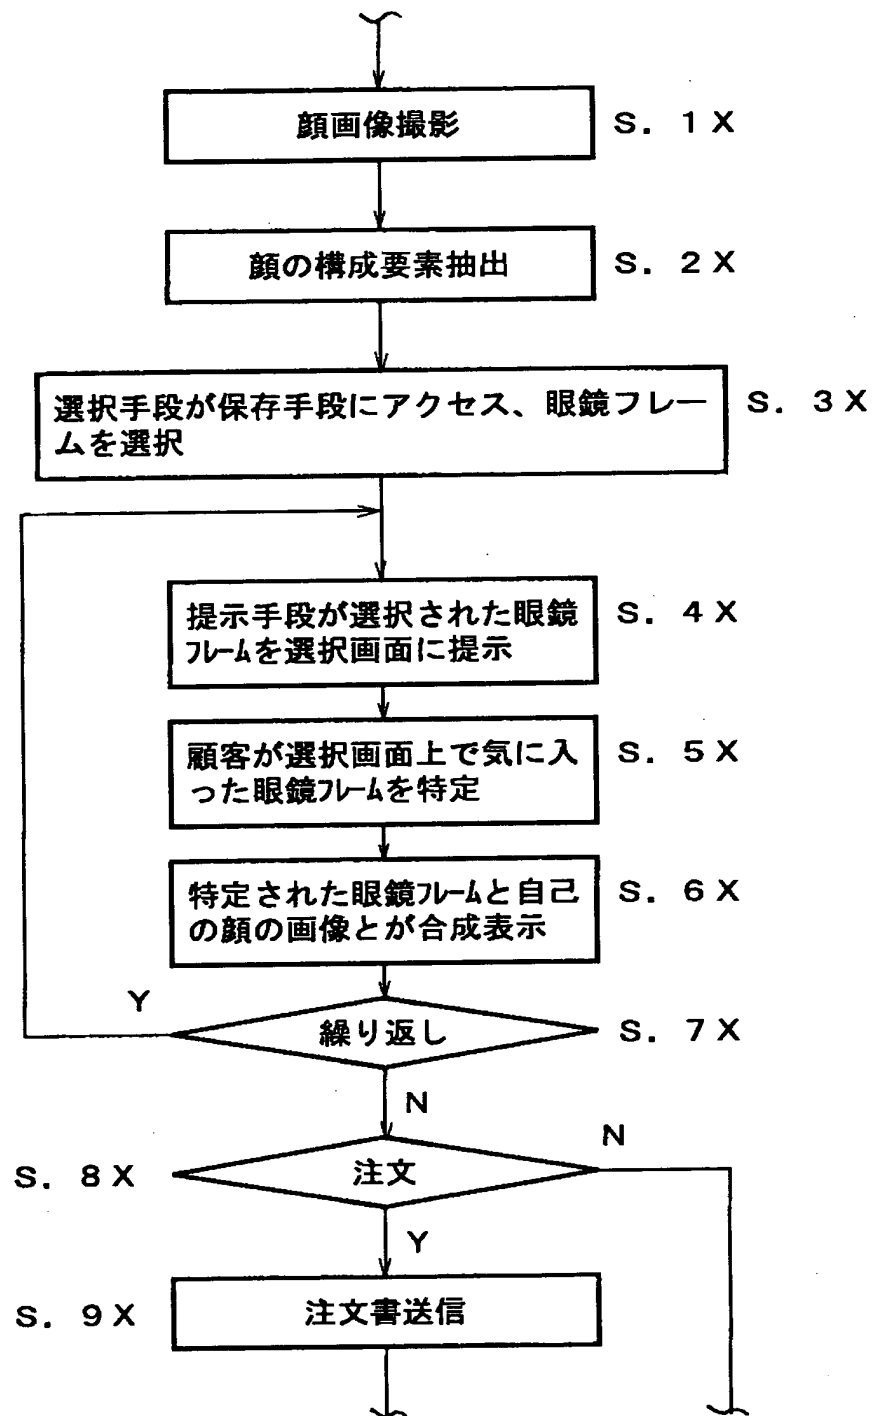 顔画像撮影
S. 1X
顔の構成要素抽出
S. 2X
選択手段が保存手段にアクセス、眼鏡フレー
ムを選択
S. 3X
提示手段が選択された眼鏡
フレームを選択画面に提示
S. 4X
顧客が選択画面上で気に入
った眼鏡フレームを特定
S. 5X
特定された眼鏡フレームと自己
の顔の画像とが合成表示
S. 6X
Y
繰り返し
S. 7X
N
N
S. 8X
注文
Y
S. 9X
注文書送信